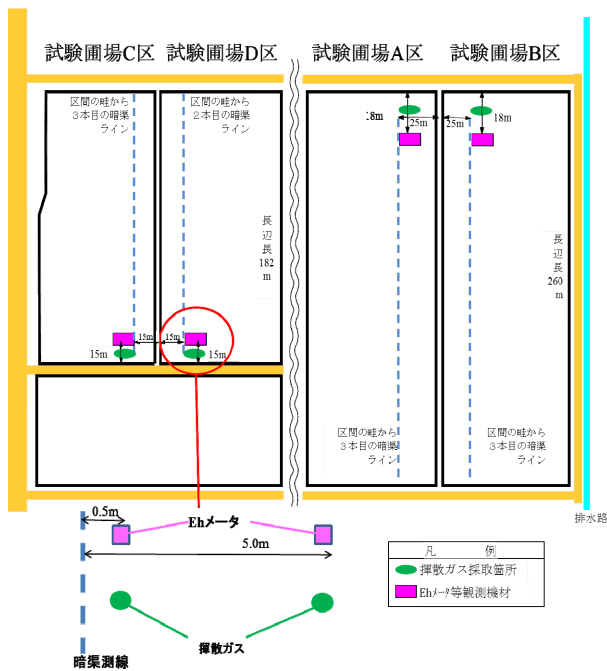 試験圃場C区 試験圃場D区 試験圃場A区 試験圃場B区
区間の畦から
3本目の暗渠
ライン
区間の畦から
2本目の暗渠
ライン
18m
25m
25m
18m
長
辺
長
182
m
長
辺
長
260
m
15m
15m
15m
15m
区間の畦から
3本目の暗渠
ライン
区間の畦から
3本目の暗渠
ライン
排水路
0.5m
Ehメータ
5.0m
揮散ガス
暗渠測線
凡 例
揮散ガス採取箇所
Ehメータ等観測機材